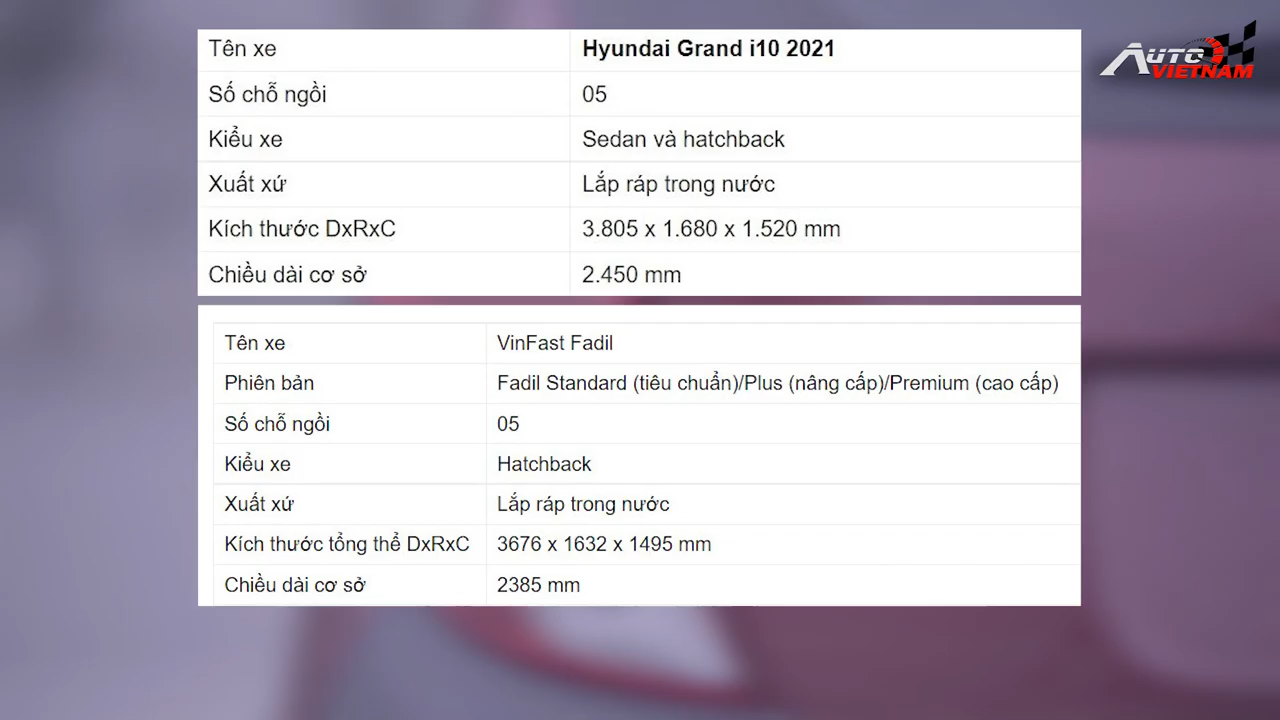 AUTO
VIETNAM
Tên xe Hyundai Grand i10 2021
Số chỗ ngồi 05
Kiểu xe Sedan và hatchback
Xuất xứ Lắp ráp trong nước
Kích thước DxRxC 3.805 x 1.680 x 1.520 mm
Chiều dài cơ sở 2.450 mm
Tên xe VinFast Fadil
Phiên bản Fadil Standard (tiêu chuẩn)/Plus (nâng cấp)/Premium (cao cấp)
Số chỗ ngồi 05
Kiểu xe Hatchback
Xuất xứ Lắp ráp trong nước
Kích thước tổng thể DxRxC 3676 x 1632 x 1495 mm
Chiều dài cơ sở 2385 mm